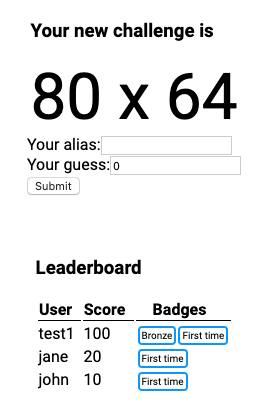 Your new challenge is
80 x 64
Your alias:
Your guess: 0
Submit
Leaderboard
User Score Badges
test1 100 Bronze First time
jane 20 First time
john 10 First time